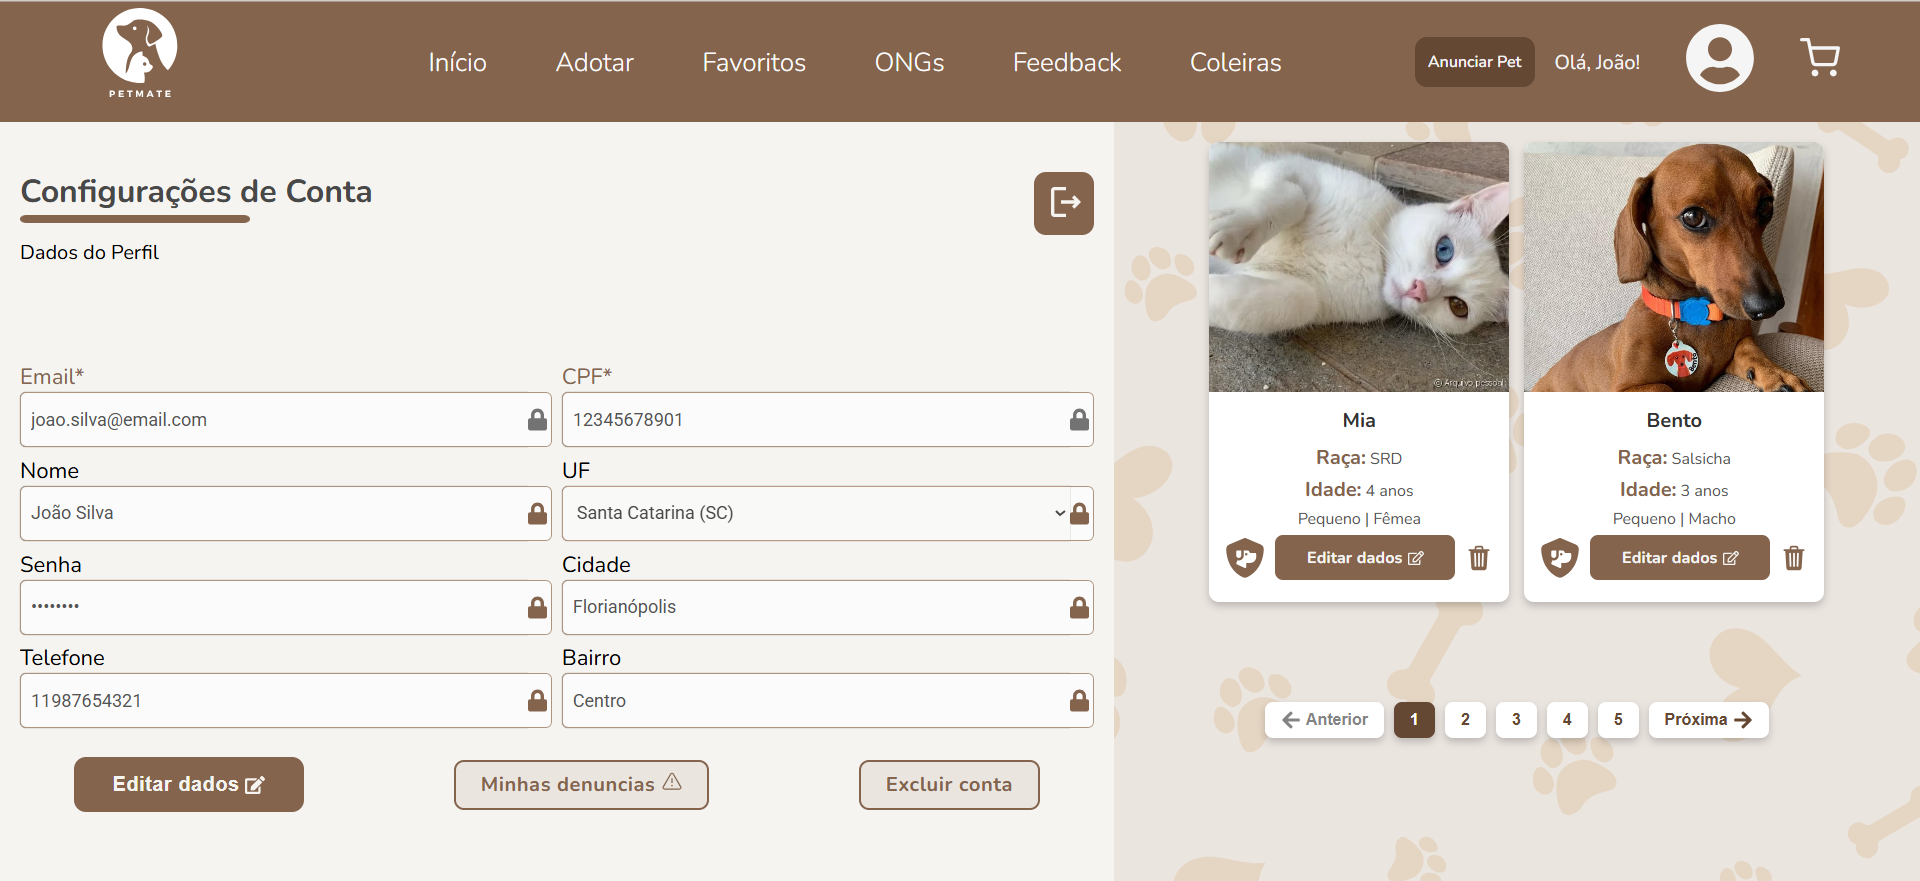 PETMATE
Início
Adotar
Favoritos
ONGs
Feedback
Coleiras
Anunciar Pet
Olá, João!
Configurações de Conta
Dados do Perfil
Email*
joao.silva@email.com
CPF*
12345678901
Nome
João Silva
UF
Santa Catarina (SC)
Senha
••••••••
Cidade
Florianópolis
Telefone
11987654321
Bairro
Centro
Editar dados
Minhas denuncias
Excluir conta
© Arquivo pessoal
Mia
Raça: SRD
Idade: 4 anos
Pequeno | Fêmea
Editar dados
Bento
Raça: Salsicha
Idade: 3 anos
Pequeno | Macho
Editar dados
Anterior
1
2
3
4
5
Próxima